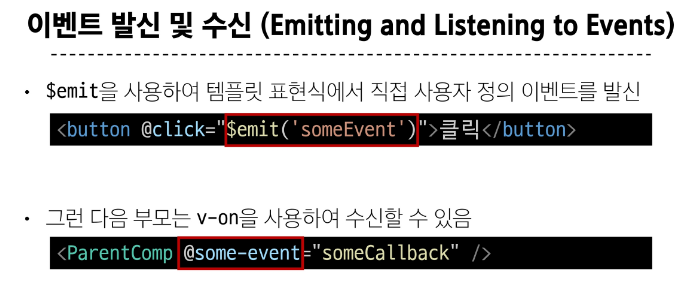 이벤트 발신 및 수신 (Emitting and Listening to Events)
• $emit을 사용하여 템플릿 표현식에서 직접 사용자 정의 이벤트를 발신
<button @click="$emit('someEvent')">클릭</button>
• 그런 다음 부모는 v-on을 사용하여 수신할 수 있음
<ParentComp @some-event="someCallback" />